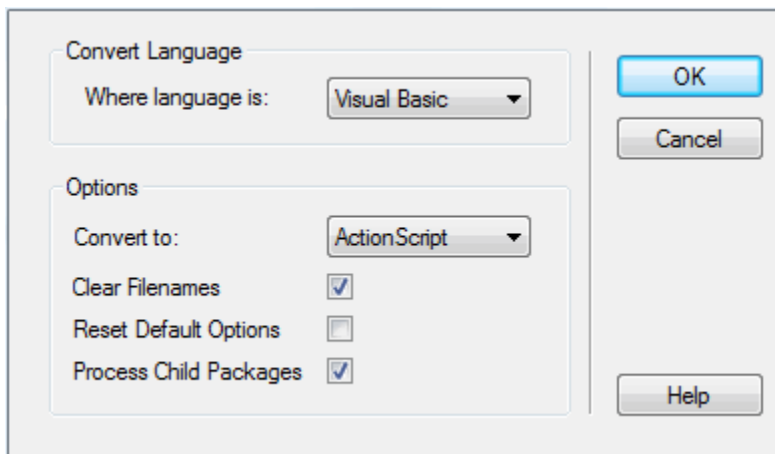 Convert Language
Where language is: Visual Basic
OK
Cancel
Options
Convert to: ActionScript
Clear Filenames
Reset Default Options
Process Child Packages
Help